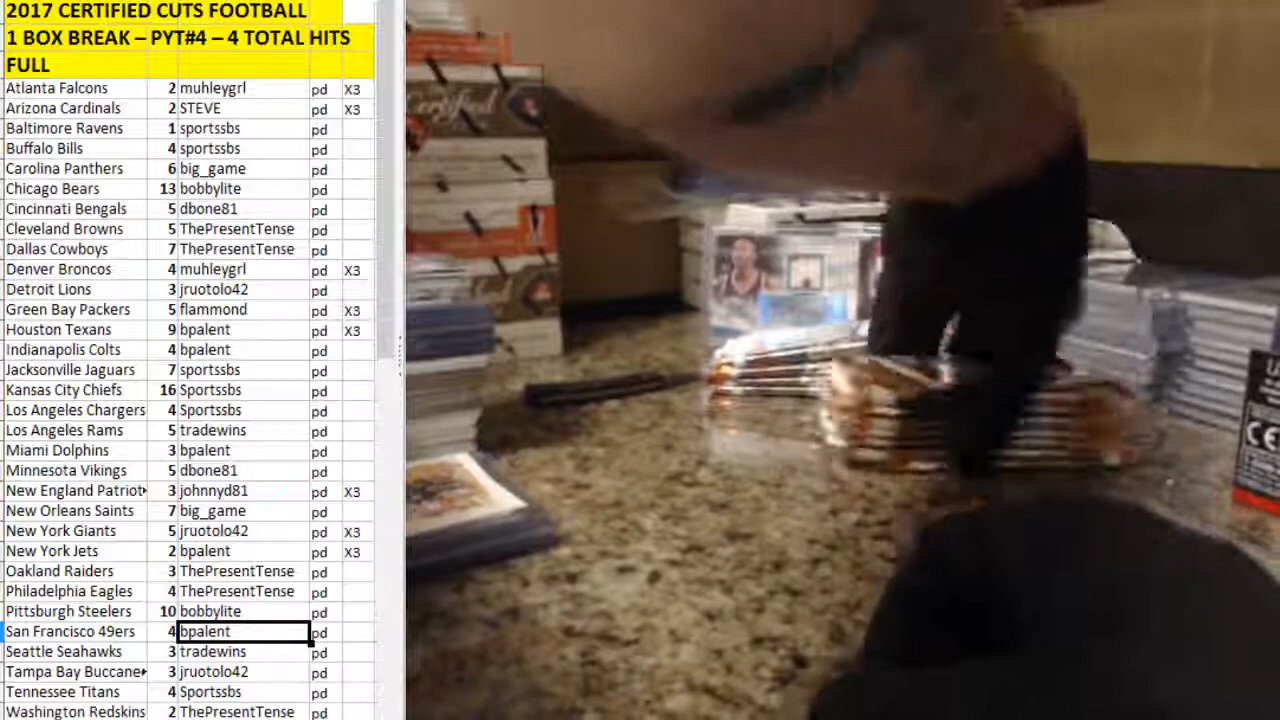 2017 CERTIFIED CUTS FOOTBALL
1 BOX BREAK – PYT#4 – 4 TOTAL HITS
FULL
Atlanta Falcons 2 muhleygrl pd X3
Arizona Cardinals 2 STEVE pd X3
Baltimore Ravens 1 sportssbs pd
Buffalo Bills 4 sportssbs pd
Carolina Panthers 6 big_game pd
Chicago Bears 13 bobbylite pd
Cincinnati Bengals 5 dbone81 pd
Cleveland Browns 5 ThePresentTense pd
Dallas Cowboys 7 ThePresentTense pd
Denver Broncos 4 muhleygrl pd X3
Detroit Lions 3 jruotolo42 pd
Green Bay Packers 5 flammond pd X3
Houston Texans 9 bpalent pd X3
Indianapolis Colts 4 bpalent pd
Jacksonville Jaguars 7 sportssbs pd
Kansas City Chiefs 16 Sportssbs pd
Los Angeles Chargers 4 Sportssbs pd
Los Angeles Rams 5 tradewins pd
Miami Dolphins 3 bpalent pd
Minnesota Vikings 5 dbone81 pd
New England Patriot 3 johnnyd81 pd X3
New Orleans Saints 7 big_game pd
New York Giants 5 jruotolo42 pd X3
New York Jets 2 bpalent pd X3
Oakland Raiders 3 ThePresentTense pd
Philadelphia Eagles 4 ThePresentTense pd
Pittsburgh Steelers 10 bobbylite pd
San Francisco 49ers 4 bpalent pd
Seattle Seahawks 3 tradewins pd
Tampa Bay Buccane 3 jruotolo42 pd
Tennessee Titans 4 Sportssbs pd
Washington Redskins 2 ThePresentTense pd
Certified